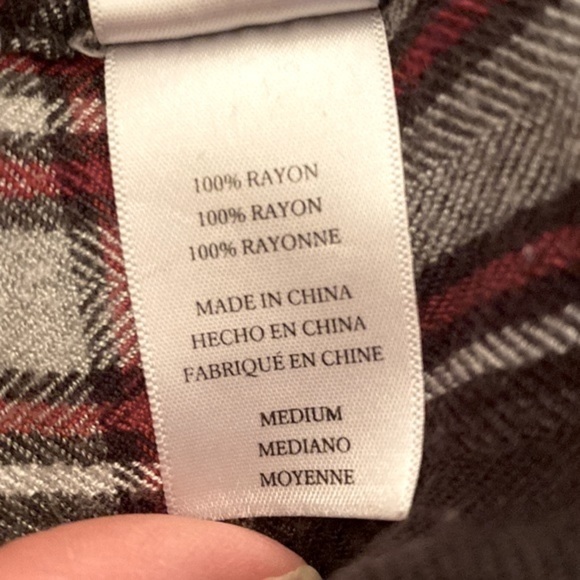 100% RAYON
100% RAYON
100% RAYONNE
MADE IN CHINA
HECHO EN CHINA
FABRIQUÉ EN CHINE
MEDIUM
MEDIANO
MOYENNE